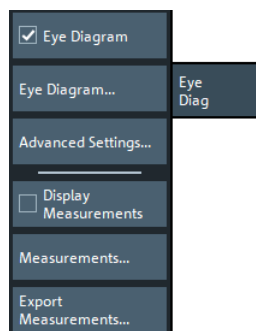 Eye Diagram
Eye Diagram...
Eye
Diag
Advanced Settings...
Display
Measurements
Measurements...
Export
Measurements...